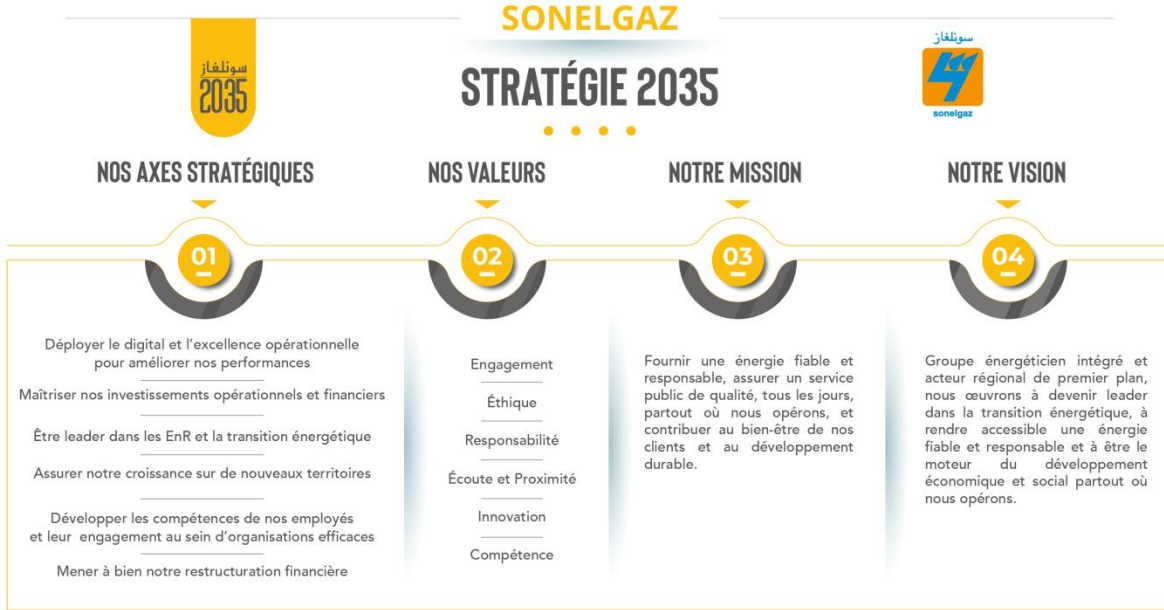 SONELGAZ
سونلغاز
2035
STRATÉGIE 2035
سونلغاز
sonelgaz
NOS AXES STRATÉGIQUES
01
Déployer le digital et l'excellence opérationnelle
pour améliorer nos performances
Maîtriser nos investissements opérationnels et financiers
Être leader dans les EnR et la transition énergétique
Assurer notre croissance sur de nouveaux territoires
Développer les compétences de nos employés
et leur engagement au sein d'organisations efficaces
Mener à bien notre restructuration financière
NOS VALEURS
02
Engagement
Éthique
Responsabilité
Écoute et Proximité
Innovation
Compétence
NOTRE MISSION
03
Fournir une énergie fiable et
responsable, assurer un service
public de qualité, tous les jours,
partout où nous opérons, et
contribuer au bien-être de nos
clients et au développement
durable.
NOTRE VISION
04
Groupe énergéticien intégré et
acteur régional de premier plan,
nous œuvrons à devenir leader
dans la transition énergétique, à
rendre accessible une énergie
fiable et responsable et à être le
moteur du développement
économique et social partout où
nous opérons.